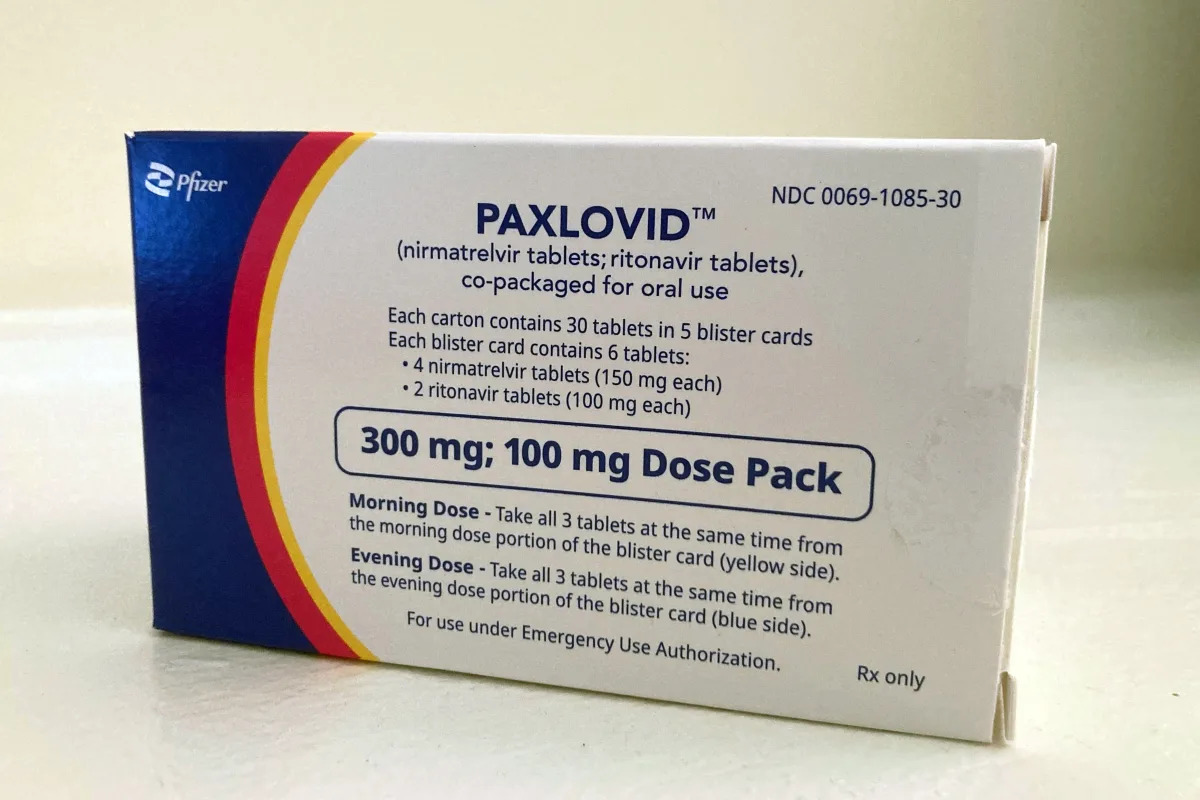 Pfizer
NDC 0069-1085-30
PAXLOVID™
(nirmatrelvir tablets; ritonavir tablets),
co-packaged for oral use
Each carton contains 30 tablets in 5 blister cards
Each blister card contains 6 tablets:
• 4 nirmatrelvir tablets (150 mg each)
• 2 ritonavir tablets (100 mg each)
300 mg; 100 mg Dose Pack
Morning Dose - Take all 3 tablets at the same time from
the morning dose portion of the blister card (yellow side).
Evening Dose - Take all 3 tablets at the same time from
the evening dose portion of the blister card (blue side).
For use under Emergency Use Authorization.
Rx only